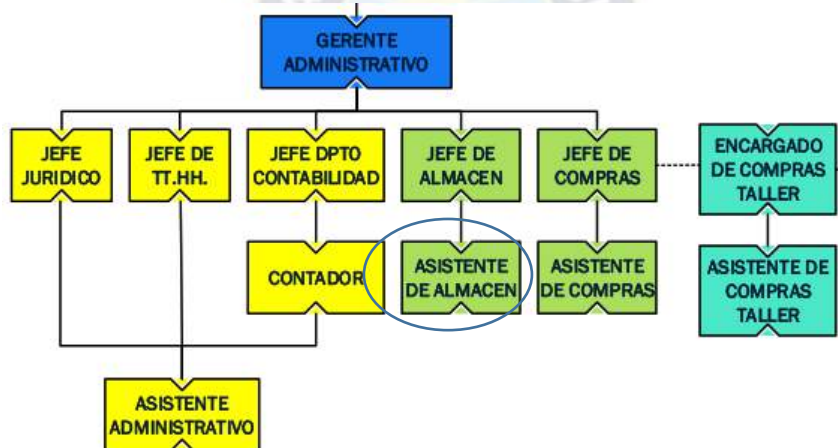 GERENTE
ADMINISTRATIVO
JEFE
JURIDICO
JEFE DE
TT.HH.
JEFE DPTO
CONTABILIDAD
JEFE DE
ALMACEN
JEFE DE
COMPRAS
ENCARGADO
DE COMPRAS
TALLER
CONTADOR
ASISTENTE
DE ALMACEN
ASISTENTE
DE COMPRAS
ASISTENTE DE
COMPRAS
TALLER
ASISTENTE
ADMINISTRATIVO